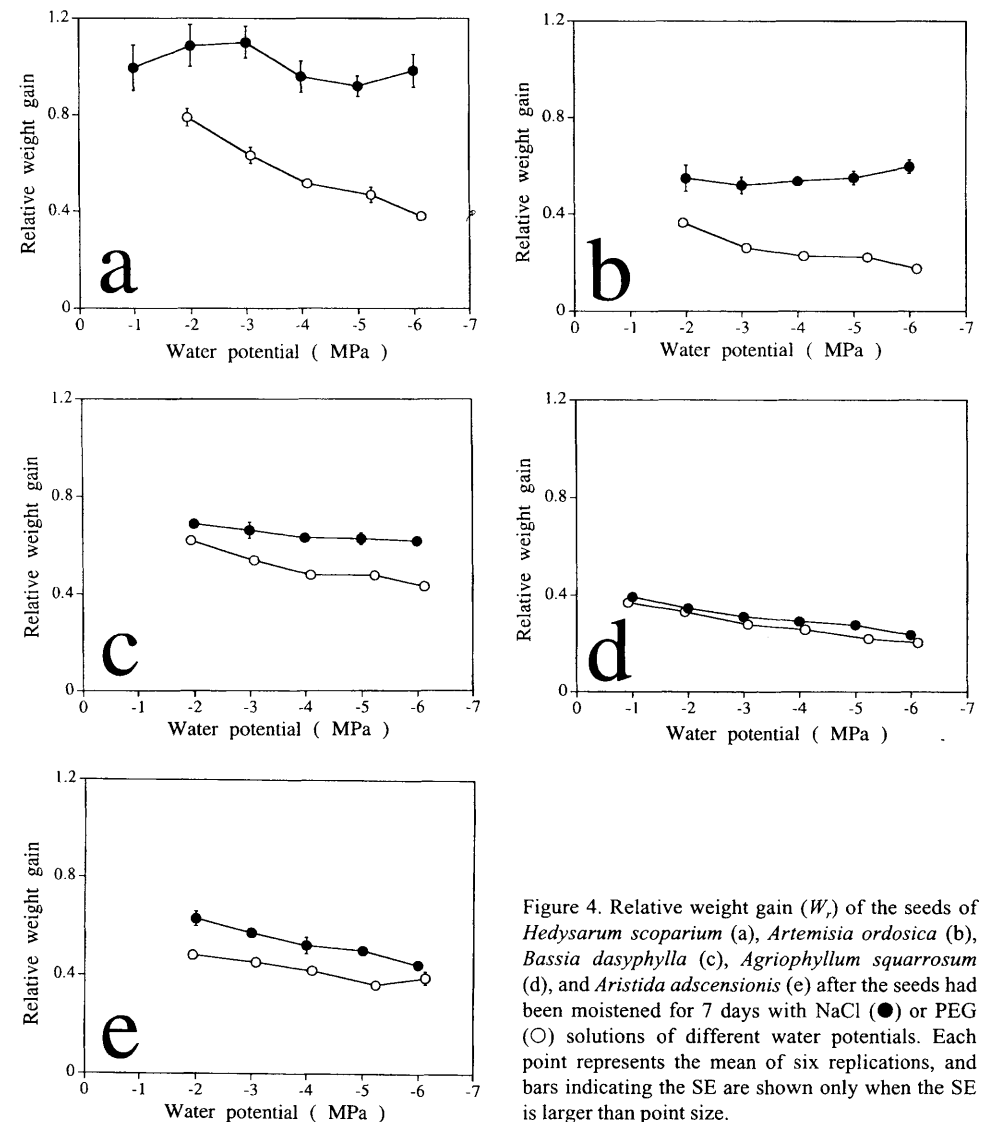 1.2
0.8
0.4
0
Relative weight gain
a
0 -1 -2 -3 -4 -5 -6 -7
Water potential ( MPa )
1.2
0.8
0.4
0
Relative weight gain
b
0 -1 -2 -3 -4 -5 -6 -7
Water potential ( MPa )
1.2
0.8
0.4
0
Relative weight gain
c
0 -1 -2 -3 -4 -5 -6 -7
Water potential ( MPa )
1.2
0.8
0.4
0
Relative weight gain
d
0 -1 -2 -3 -4 -5 -6 -7
Water potential ( MPa )
1.2
0.8
0.4
0
Relative weight gain
e
0 -1 -2 -3 -4 -5 -6 -7
Water potential ( MPa )
Figure 4. Relative weight gain (Wr) of the seeds of
Hedysarum scoparium (a), Artemisia ordosica (b),
Bassia dasyphylla (c), Agriophyllum squarrosum
(d), and Aristida adscensionis (e) after the seeds had
been moistened for 7 days with NaCl (●) or PEG
(○) solutions of different water potentials. Each
point represents the mean of six replications, and
bars indicating the SE are shown only when the SE
is larger than point size.